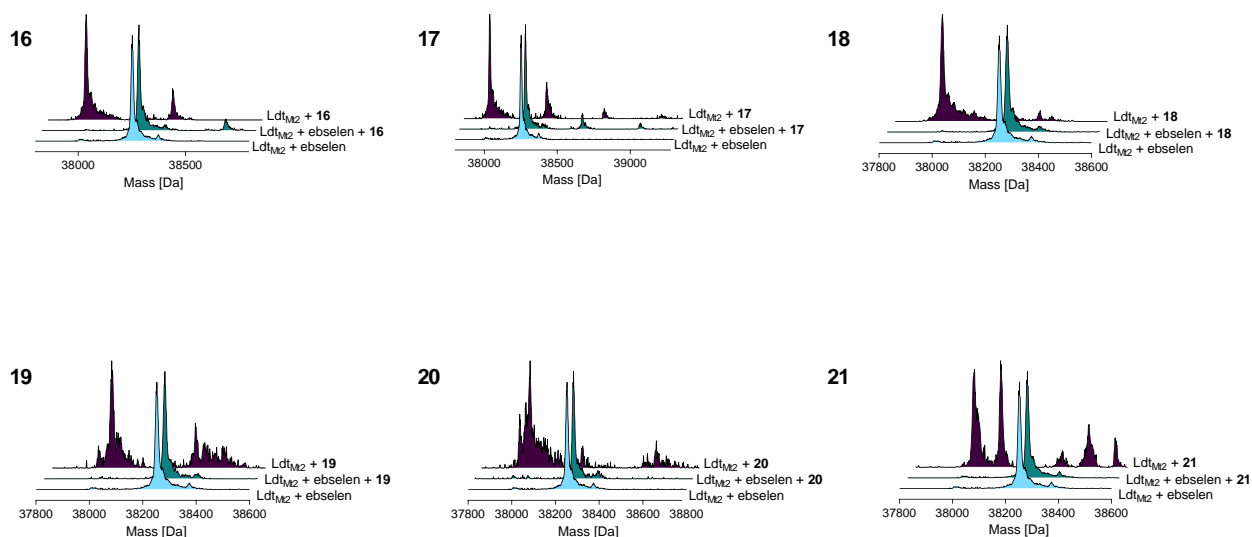 16
Ldt_Mt2 + 16
Ldt_Mt2 + ebselen + 16
Ldt_Mt2 + ebselen
38000 38500
Mass [Da]
17
Ldt_Mt2 + 17
Ldt_Mt2 + ebselen + 17
Ldt_Mt2 + ebselen
38000 38500 39000
Mass [Da]
18
Ldt_Mt2 + 18
Ldt_Mt2 + ebselen + 18
Ldt_Mt2 + ebselen
37800 38000 38200 38400 38600
Mass [Da]
19
Ldt_Mt2 + 19
Ldt_Mt2 + ebselen + 19
Ldt_Mt2 + ebselen
37800 38000 38200 38400 38600
Mass [Da]
20
Ldt_Mt2 + 20
Ldt_Mt2 + ebselen + 20
Ldt_Mt2 + ebselen
37800 38000 38200 38400 38600 38800
Mass [Da]
21
Ldt_Mt2 + 21
Ldt_Mt2 + ebselen + 21
Ldt_Mt2 + ebselen
37800 38000 38200 38400 38600
Mass [Da]